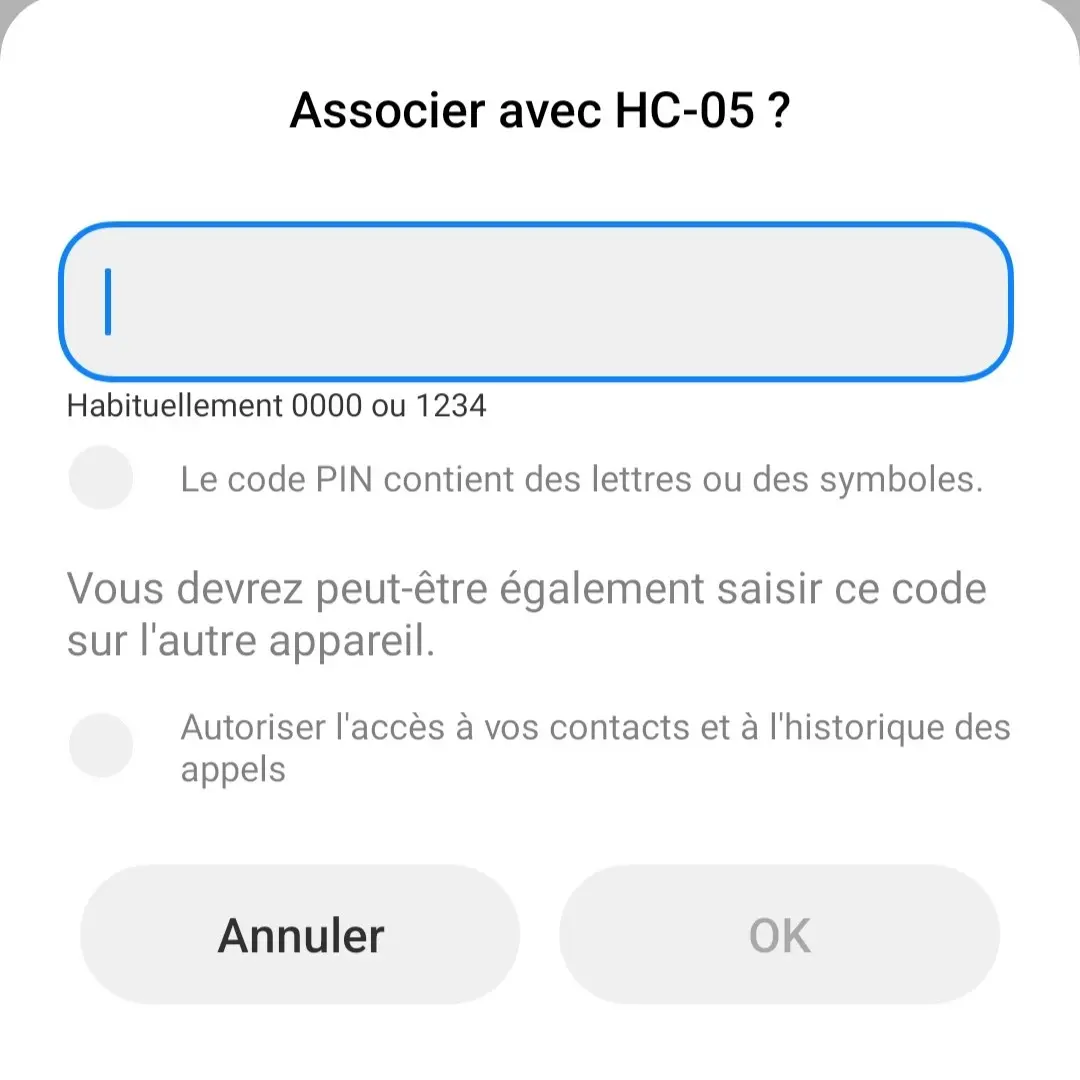 Associer avec HC-05 ?
Habituellement 0000 ou 1234
Le code PIN contient des lettres ou des symboles.
Vous devrez peut-être également saisir ce code
sur l'autre appareil.
Autoriser l'accès à vos contacts et à l'historique des
appels
Annuler
OK